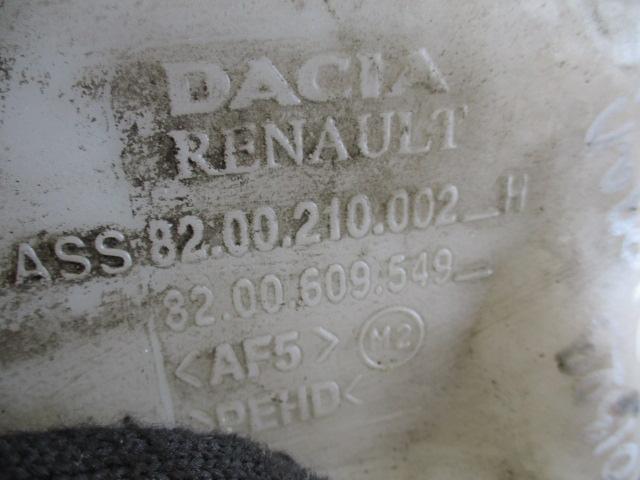 DACIA
RENAULT
ASS 82.00.210.002_H
82.00.609.549_
<AF5> M2
>PEHD<